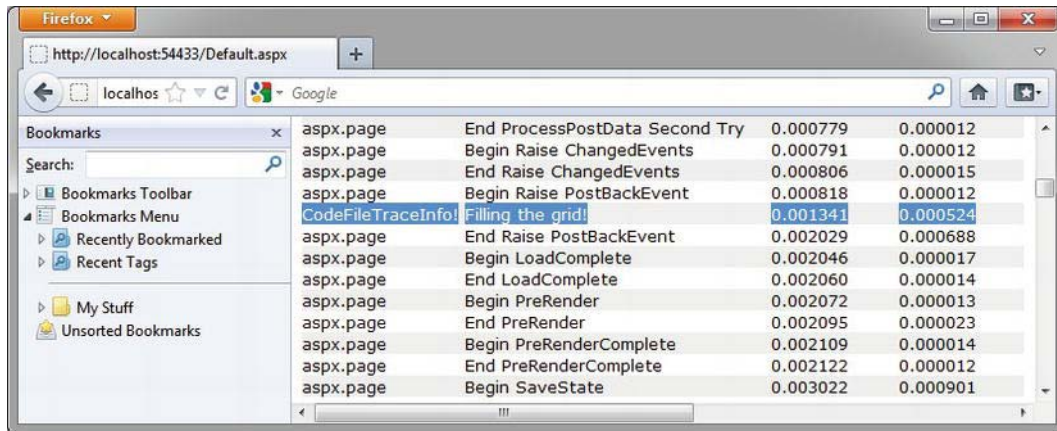 Firefox
http://localhost:54433/Default.aspx
localhos Google
Bookmarks
Search:
Bookmarks Toolbar
Bookmarks Menu
Recently Bookmarked
Recent Tags
My Stuff
Unsorted Bookmarks
aspx.page End ProcessPostData Second Try 0.000779 0.000012
aspx.page Begin Raise ChangedEvents 0.000791 0.000012
aspx.page End Raise ChangedEvents 0.000806 0.000015
aspx.page Begin Raise PostBackEvent 0.000818 0.000012
CodeFileTraceInfo! Filling the grid! 0.001341 0.000524
aspx.page End Raise PostBackEvent 0.002029 0.000688
aspx.page Begin LoadComplete 0.002046 0.000017
aspx.page End LoadComplete 0.002060 0.000014
aspx.page Begin PreRender 0.002072 0.000013
aspx.page End PreRender 0.002095 0.000023
aspx.page Begin PreRenderComplete 0.002109 0.000014
aspx.page End PreRenderComplete 0.002122 0.000012
aspx.page Begin SaveState 0.003022 0.000901